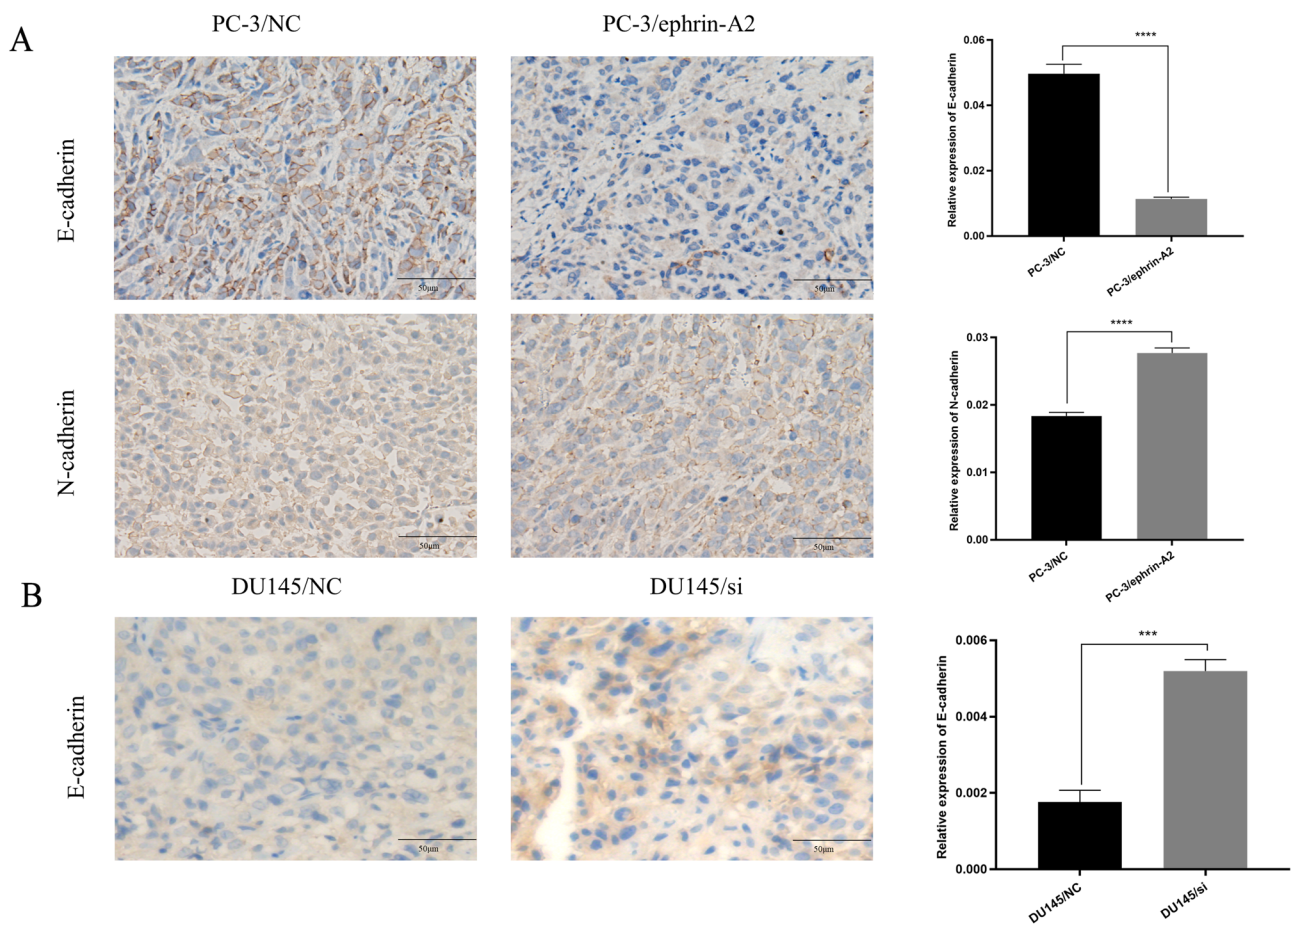 A
PC-3/NC
PC-3/ephrin-A2
E-cadherin
50μm
50μm
Relative expression of E-cadherin
0.06
0.04
0.02
0.00
****
PC-3/NC
PC-3/ephrin-A2
N-cadherin
50μm
50μm
Relative expression of N-cadherin
0.03
0.02
0.01
0.00
****
PC-3/NC
PC-3/ephrin-A2
B
DU145/NC
DU145/si
E-cadherin
50μm
50μm
Relative expression of E-cadherin
0.006
0.004
0.002
0.000
***
DU145/NC
DU145/si